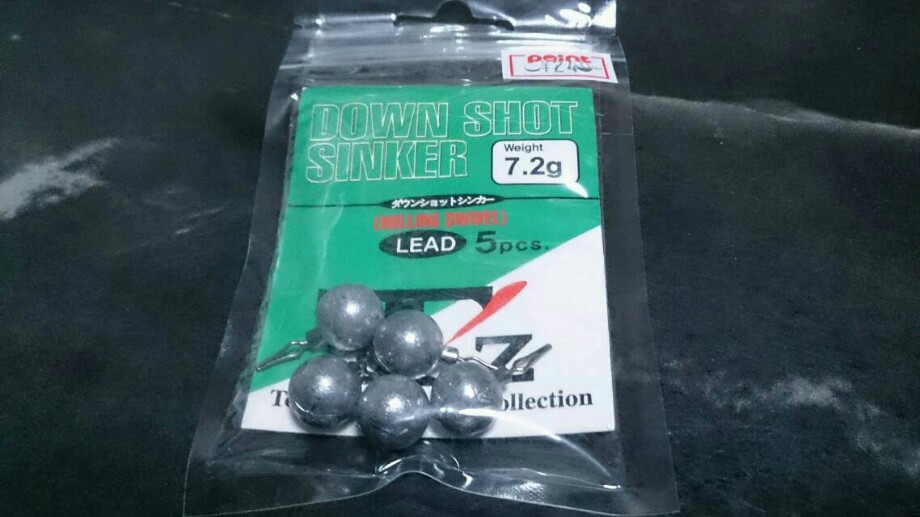 point
DOWN SHOT
SINKER
Weight
7.2g
ダウンショットシンカー
(ROLLING SWIVEL)
LEAD 5pcs.
T'z